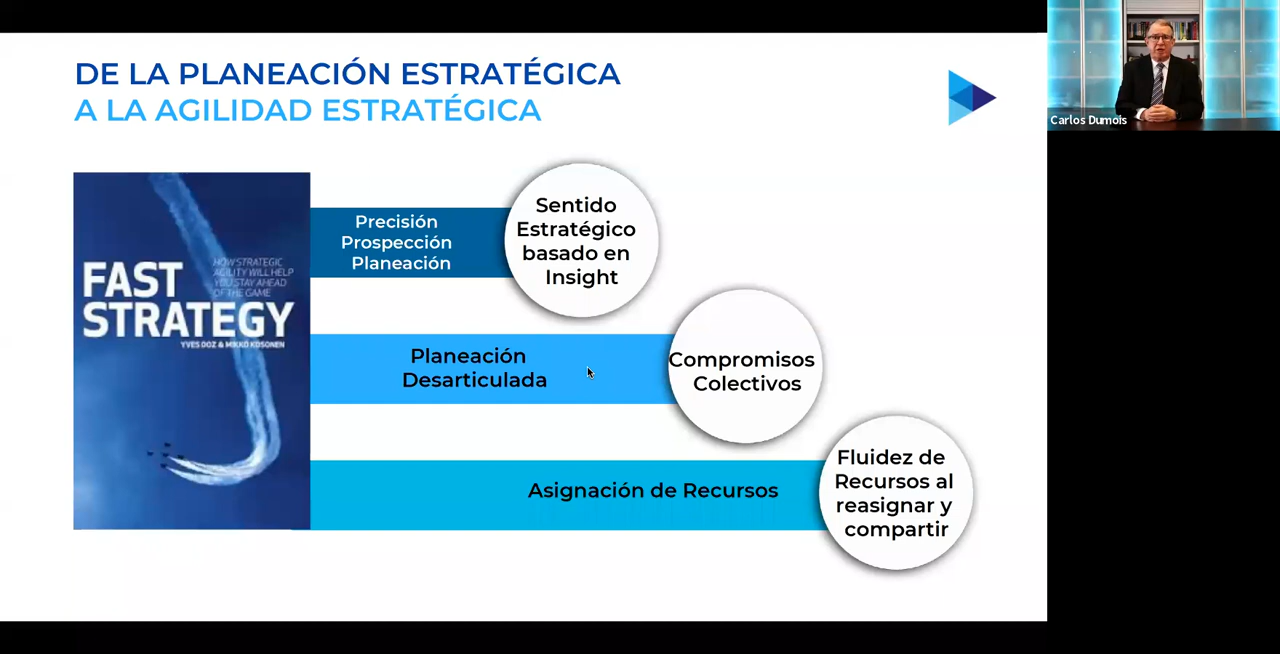 DE LA PLANEACIÓN ESTRATÉGICA
A LA AGILIDAD ESTRATÉGICA
Carlos Dumois
HOW STRATEGIC
AGILITY WILL HELP
YOU STAY AHEAD
OF THE GAME
FAST
STRATEGY
YVES DOZ & MIKKO KOSONEN
Precisión
Prospección
Planeación
Sentido
Estratégico
basado en
Insight
Planeación
Desarticulada
Compromisos
Colectivos
Asignación de Recursos
Fluidez de
Recursos al
reasignar y
compartir